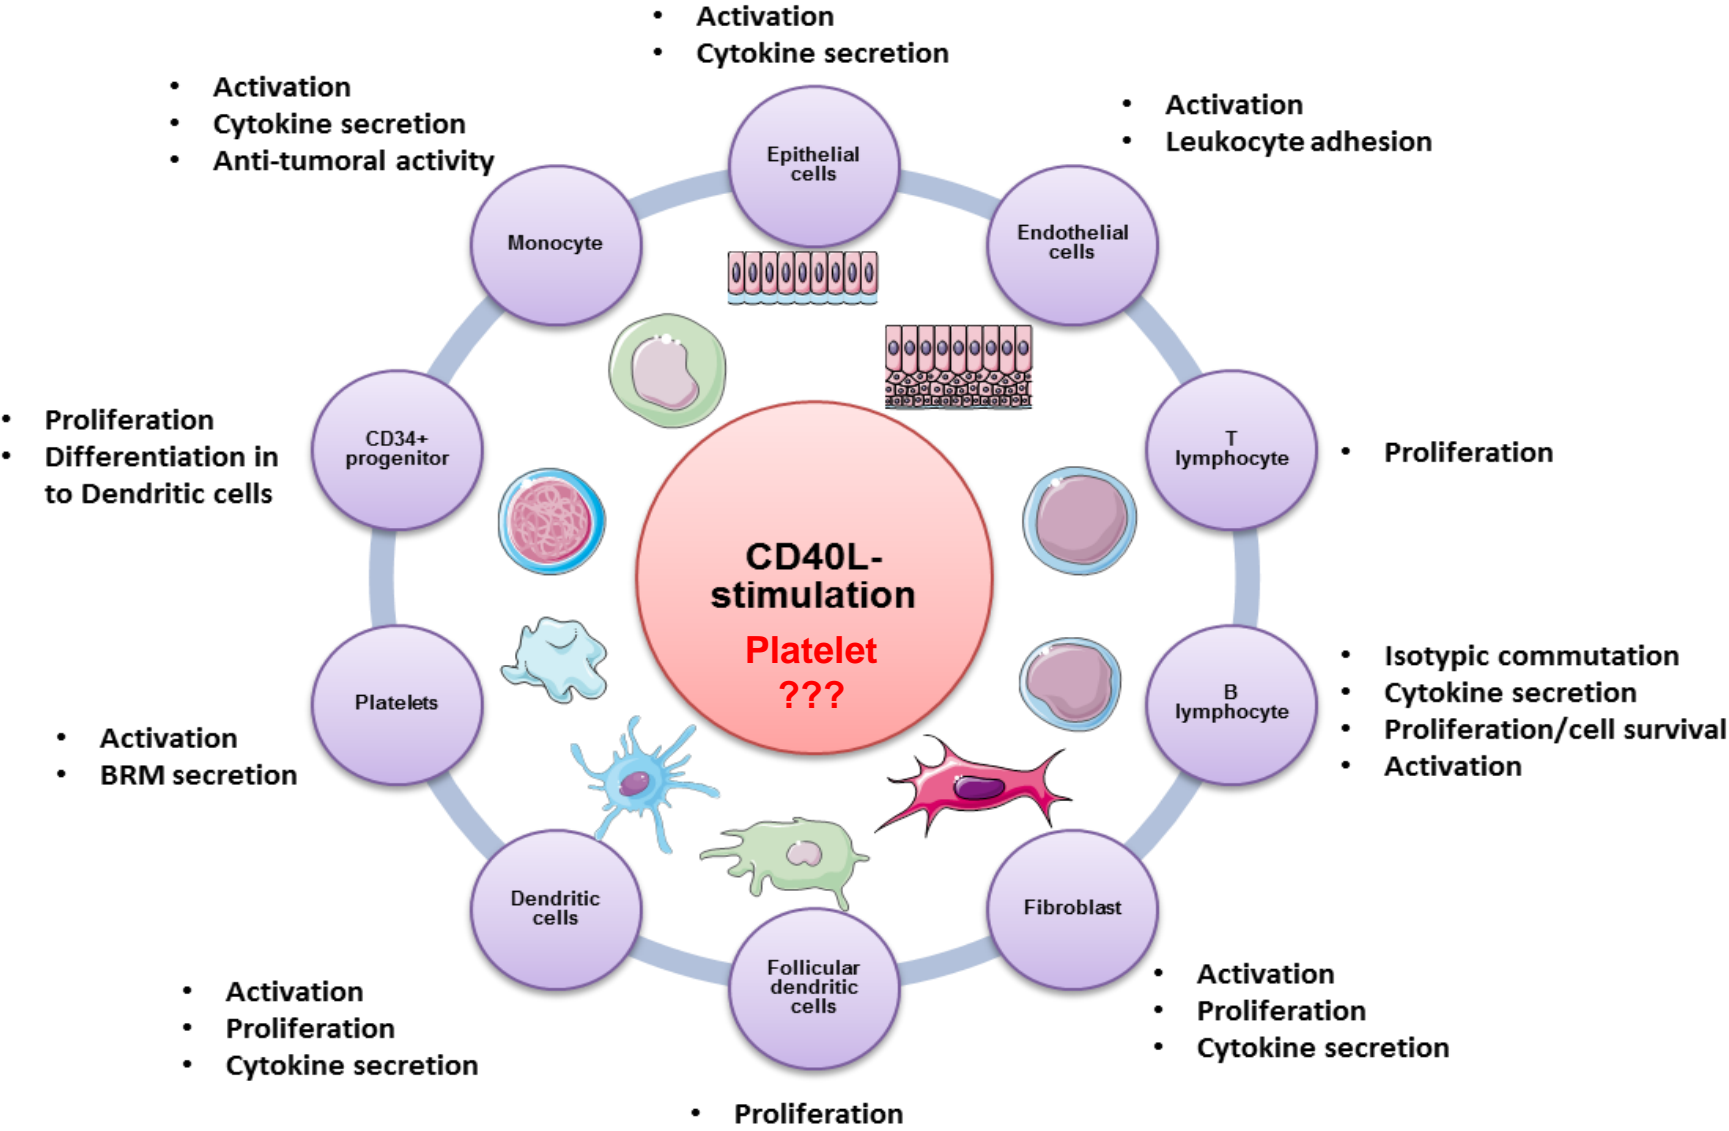 • Activation
• Cytokine secretion
Epithelial
cells
• Activation
• Leukocyte adhesion
Endothelial
cells
T
lymphocyte
• Proliferation
B
lymphocyte
• Isotypic commutation
• Cytokine secretion
• Proliferation/cell survival
• Activation
Fibroblast
• Activation
• Proliferation
• Cytokine secretion
Follicular
dendritic
cells
• Proliferation
Dendritic
cells
• Activation
• Proliferation
• Cytokine secretion
Platelets
• Activation
• BRM secretion
CD34+
progenitor
• Proliferation
• Differentiation in
to Dendritic cells
Monocyte
• Activation
• Cytokine secretion
• Anti-tumoral activity
CD40L-
stimulation
Platelet
???